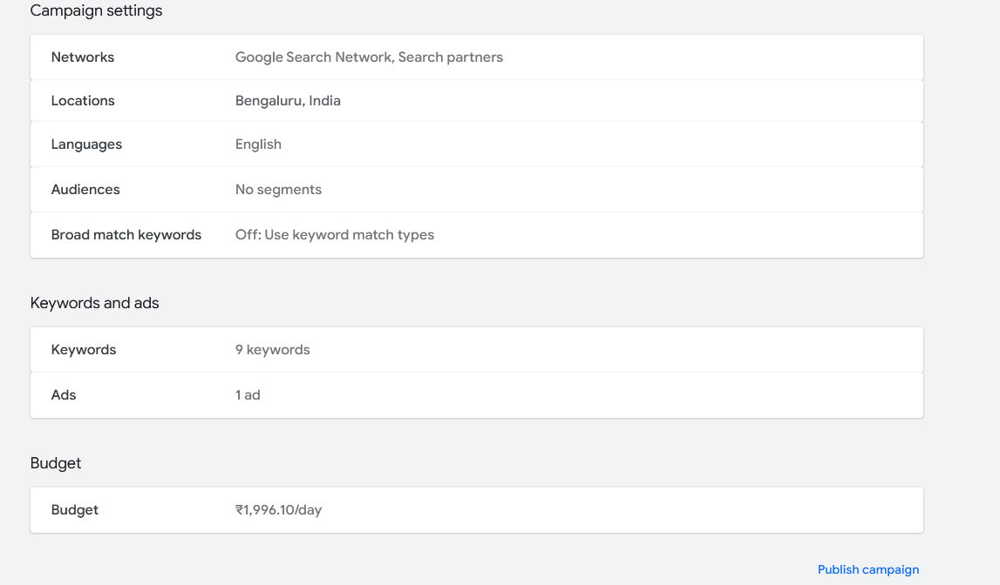 Campaign settings
Networks Google Search Network, Search partners
Locations Bengaluru, India
Languages English
Audiences No segments
Broad match keywords Off: Use keyword match types
Keywords and ads
Keywords 9 keywords
Ads 1 ad
Budget
Budget ₹1,996.10/day
Publish campaign